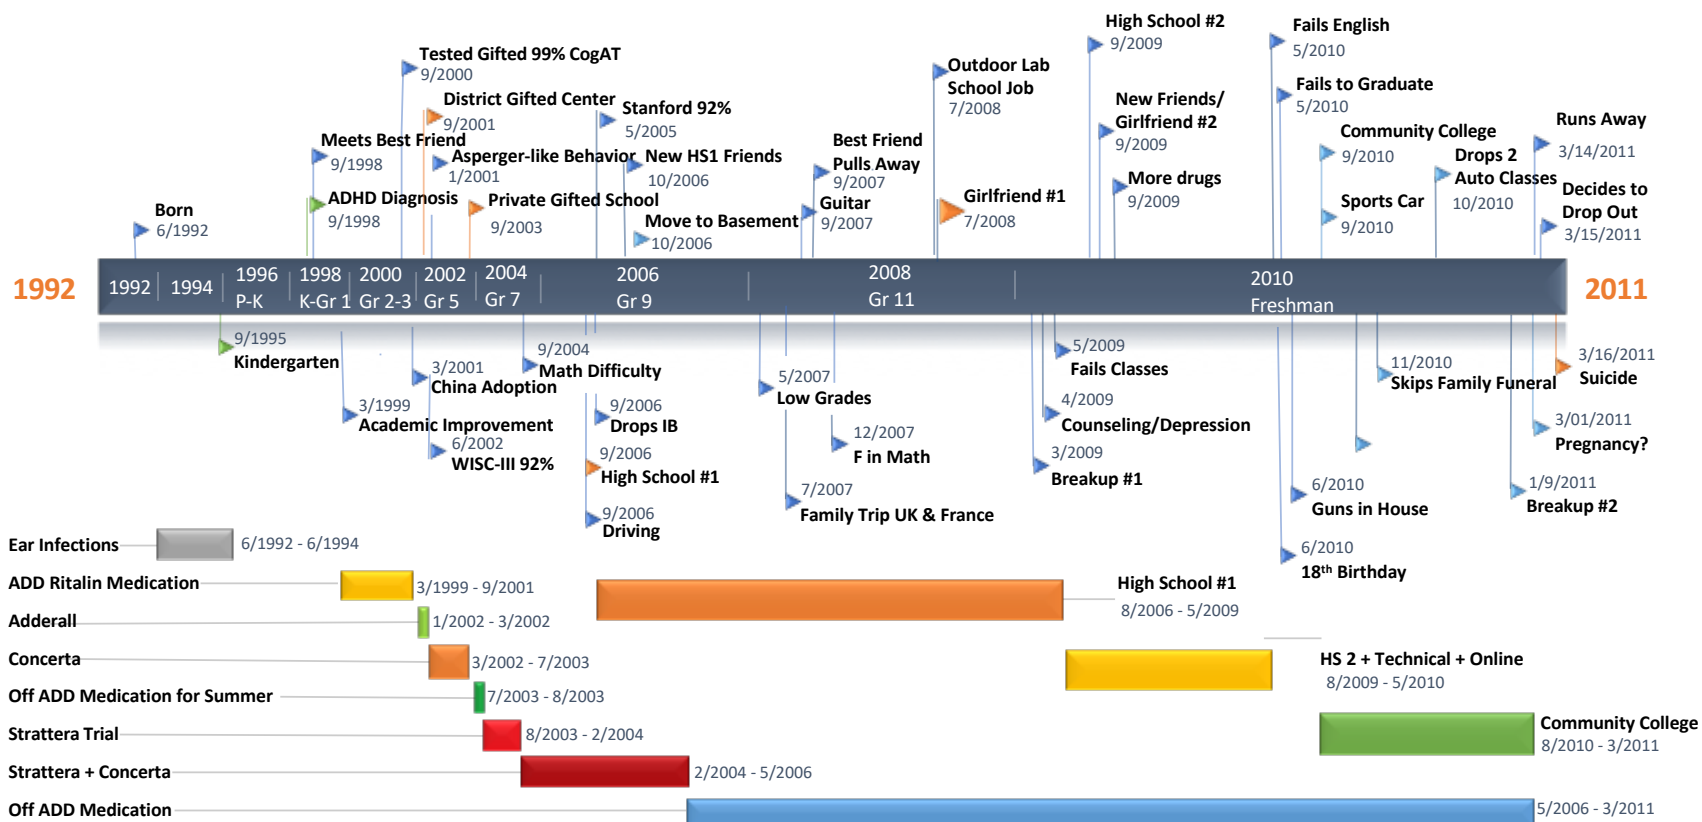 High School #2
9/2009
Fails English
5/2010
Tested Gifted 99% CogAT
9/2000
Outdoor Lab
School Job
7/2008
Fails to Graduate
5/2010
District Gifted Center
9/2001
Stanford 92%
5/2005
New Friends/
Girlfriend #2
9/2009
Runs Away
3/14/2011
Meets Best Friend
9/1998
Asperger-like Behavior
1/2001
New HS1 Friends
10/2006
Best Friend
Pulls Away
9/2007
Community College
9/2010
Drops 2
Auto Classes
10/2010
More drugs
9/2009
Decides to
Drop Out
3/15/2011
ADHD Diagnosis
9/1998
Private Gifted School
9/2003
Guitar
9/2007
Girlfriend #1
7/2008
Sports Car
9/2010
Born
6/1992
Move to Basement
10/2006
1992
1992
1994
1996
P-K
1998
K-Gr 1
2000
Gr 2-3
2002
Gr 5
2004
Gr 7
2006
Gr 9
2008
Gr 11
2010
Freshman
2011
9/1995
Kindergarten
9/2004
Math Difficulty
5/2009
Fails Classes
3/16/2011
Suicide
3/2001
China Adoption
5/2007
Low Grades
11/2010
Skips Family Funeral
3/1999
Academic Improvement
9/2006
Drops IB
4/2009
Counseling/Depression
3/01/2011
Pregnancy?
6/2002
WISC-III 92%
12/2007
F in Math
9/2006
High School #1
3/2009
Breakup #1
7/2007
Family Trip UK & France
6/2010
Guns in House
1/9/2011
Breakup #2
9/2006
Driving
6/2010
18th Birthday
Ear Infections
6/1992 - 6/1994
ADD Ritalin Medication
3/1999 - 9/2001
High School #1
8/2006 - 5/2009
Adderall
1/2002 - 3/2002
Concerta
3/2002 - 7/2003
HS 2 + Technical + Online
8/2009 - 5/2010
Off ADD Medication for Summer
7/2003 - 8/2003
Strattera Trial
8/2003 - 2/2004
Community College
8/2010 - 3/2011
Strattera + Concerta
2/2004 - 5/2006
Off ADD Medication
5/2006 - 3/2011